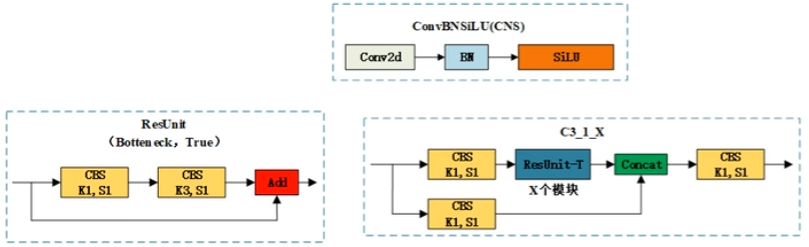 ConvBNSiLU(CNS)
Conv2d
BN
SiLU
ResUnit
（Botteneck，True）
CBS
K1,S1
CBS
K3,S1
Add
C3_1_X
CBS
K1,S1
ResUnit-T
Concat
CBS
K1,S1
X个模块
CBS
K1,S1